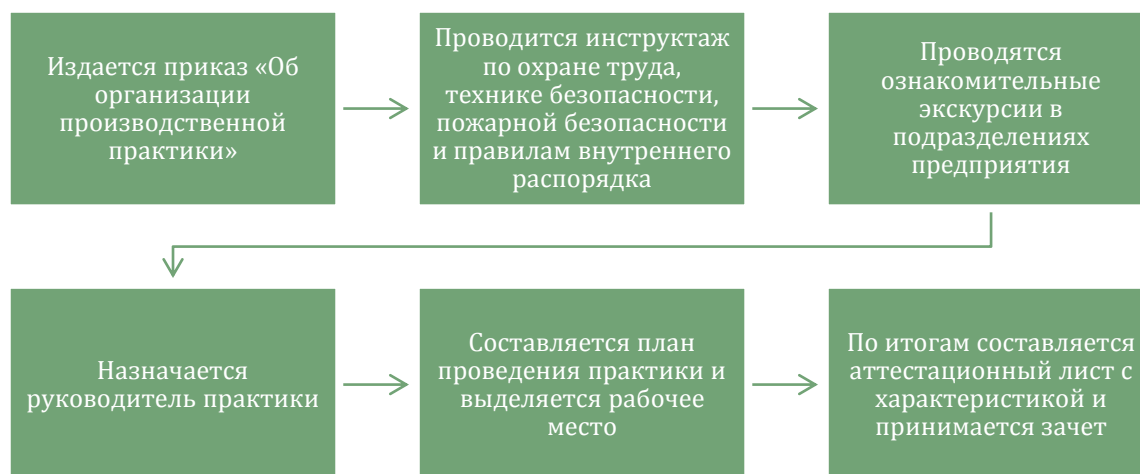 Издается приказ «Об
организации
производственной
практики»
Проводится инструктаж
по охране труда,
технике безопасности,
пожарной безопасности
и правилам внутреннего
распорядка
Проводятся
ознакомительные
экскурсии в
подразделениях
предприятия
Назначается
руководитель практики
Составляется план
проведения практики и
выделяется рабочее
место
По итогам составляется
аттестационный лист с
характеристикой и
принимается зачет